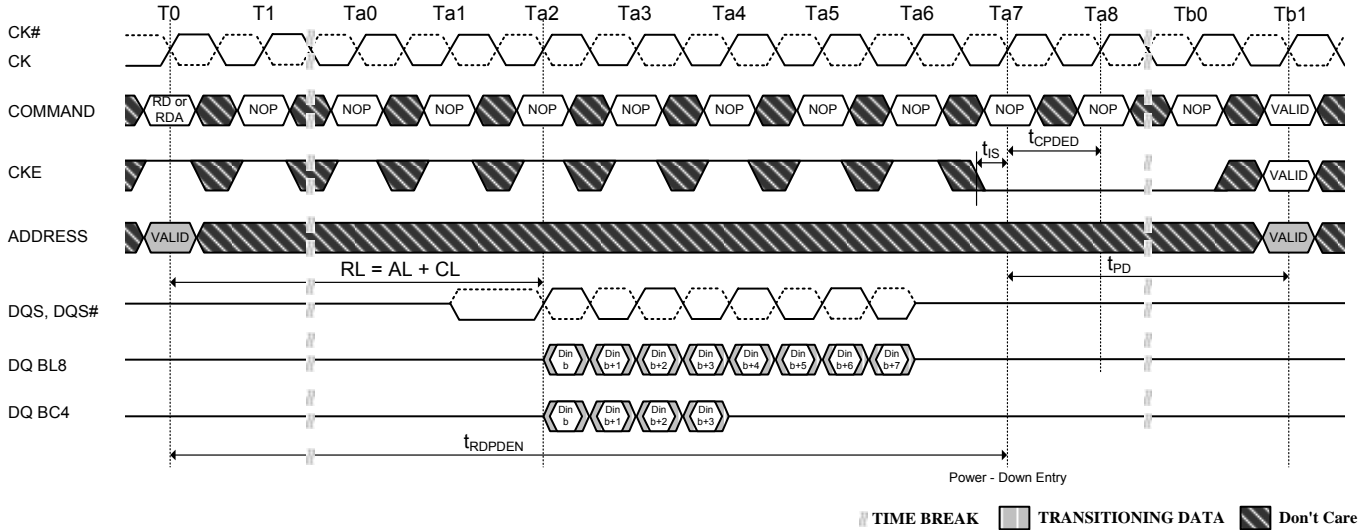 T0 T1 Ta0 Ta1 Ta2 Ta3 Ta4 Ta5 Ta6 Ta7 Ta8 Tb0 Tb1
CK#
CK
COMMAND RD or RDA NOP NOP NOP NOP NOP NOP NOP NOP NOP NOP NOP VALID
tIS tCPDED
CKE VALID
ADDRESS VALID VALID
RL = AL + CL tPD
DQS, DQS#
DQ BL8 Din b Din b+1 Din b+2 Din b+3 Din b+4 Din b+5 Din b+6 Din b+7
DQ BC4 Din b Din b+1 Din b+2 Din b+3
tRDPDEN
Power - Down Entry
TIME BREAK TRANSITIONING DATA Don't Care